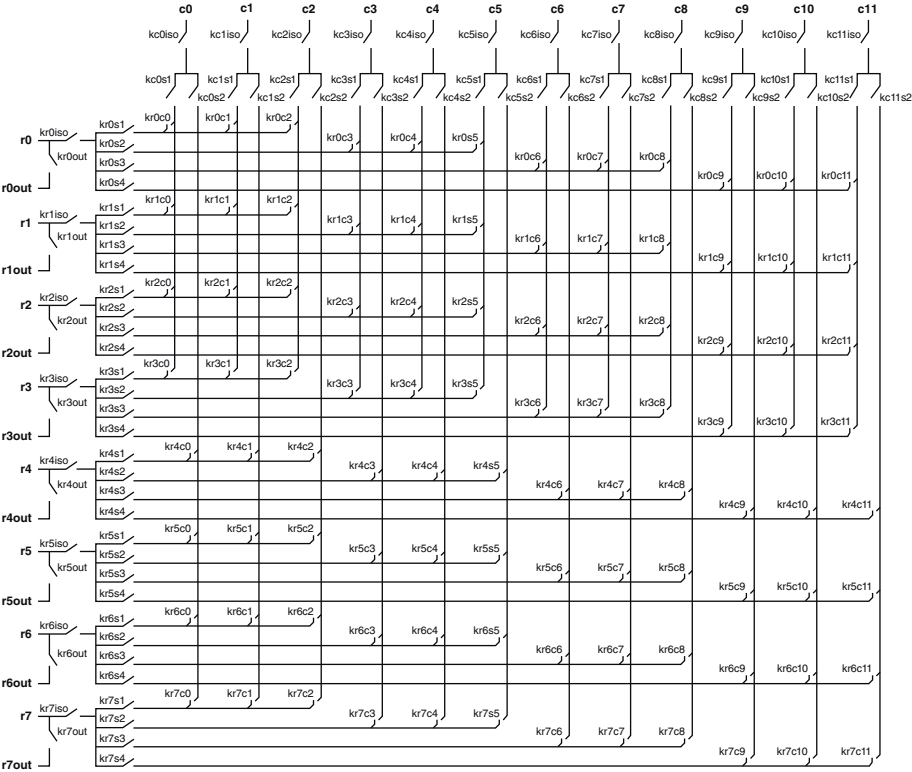 c0 c1 c2 c3 c4 c5 c6 c7 c8 c9 c10 c11
kc0iso kc1iso kc2iso kc3iso kc4iso kc5iso kc6iso kc7iso kc8iso kc9iso kc10iso kc11iso
kc0s1 kc1s1 kc2s1 kc3s1 kc4s1 kc5s1 kc6s1 kc7s1 kc8s1 kc9s1 kc10s1 kc11s1
kc0s2 kc1s2 kc2s2 kc3s2 kc4s2 kc5s2 kc6s2 kc7s2 kc8s2 kc9s2 kc10s2 kc11s2
kr0s1 kr0c0 kr0c1 kr0c2
r0 kr0iso kr0s2 kr0c3 kr0c4 kr0s5
kr0out kr0s3 kr0c6 kr0c7 kr0c8
r0out kr0s4 kr0c9 kr0c10 kr0c11
kr1s1 kr1c0 kr1c1 kr1c2
r1 kr1iso kr1s2 kr1c3 kr1c4 kr1s5
kr1out kr1s3 kr1c6 kr1c7 kr1c8
r1out kr1s4 kr1c9 kr1c10 kr1c11
kr2s1 kr2c0 kr2c1 kr2c2
r2 kr2iso kr2s2 kr2c3 kr2c4 kr2s5
kr2out kr2s3 kr2c6 kr2c7 kr2c8
r2out kr2s4 kr2c9 kr2c10 kr2c11
kr3s1 kr3c0 kr3c1 kr3c2
r3 kr3iso kr3s2 kr3c3 kr3c4 kr3s5
kr3out kr3s3 kr3c6 kr3c7 kr3c8
r3out kr3s4 kr3c9 kr3c10 kr3c11
kr4s1 kr4c0 kr4c1 kr4c2
r4 kr4iso kr4s2 kr4c3 kr4c4 kr4s5
kr4out kr4s3 kr4c6 kr4c7 kr4c8
r4out kr4s4 kr4c9 kr4c10 kr4c11
kr5s1 kr5c0 kr5c1 kr5c2
r5 kr5iso kr5s2 kr5c3 kr5c4 kr5s5
kr5out kr5s3 kr5c6 kr5c7 kr5c8
r5out kr5s4 kr5c9 kr5c10 kr5c11
kr6s1 kr6c0 kr6c1 kr6c2
r6 kr6iso kr6s2 kr6c3 kr6c4 kr6s5
kr6out kr6s3 kr6c6 kr6c7 kr6c8
r6out kr6s4 kr6c9 kr6c10 kr6c11
kr7s1 kr7c0 kr7c1 kr7c2
r7 kr7iso kr7s2 kr7c3 kr7c4 kr7s5
kr7out kr7s3 kr7c6 kr7c7 kr7c8
r7out kr7s4 kr7c9 kr7c10 kr7c11